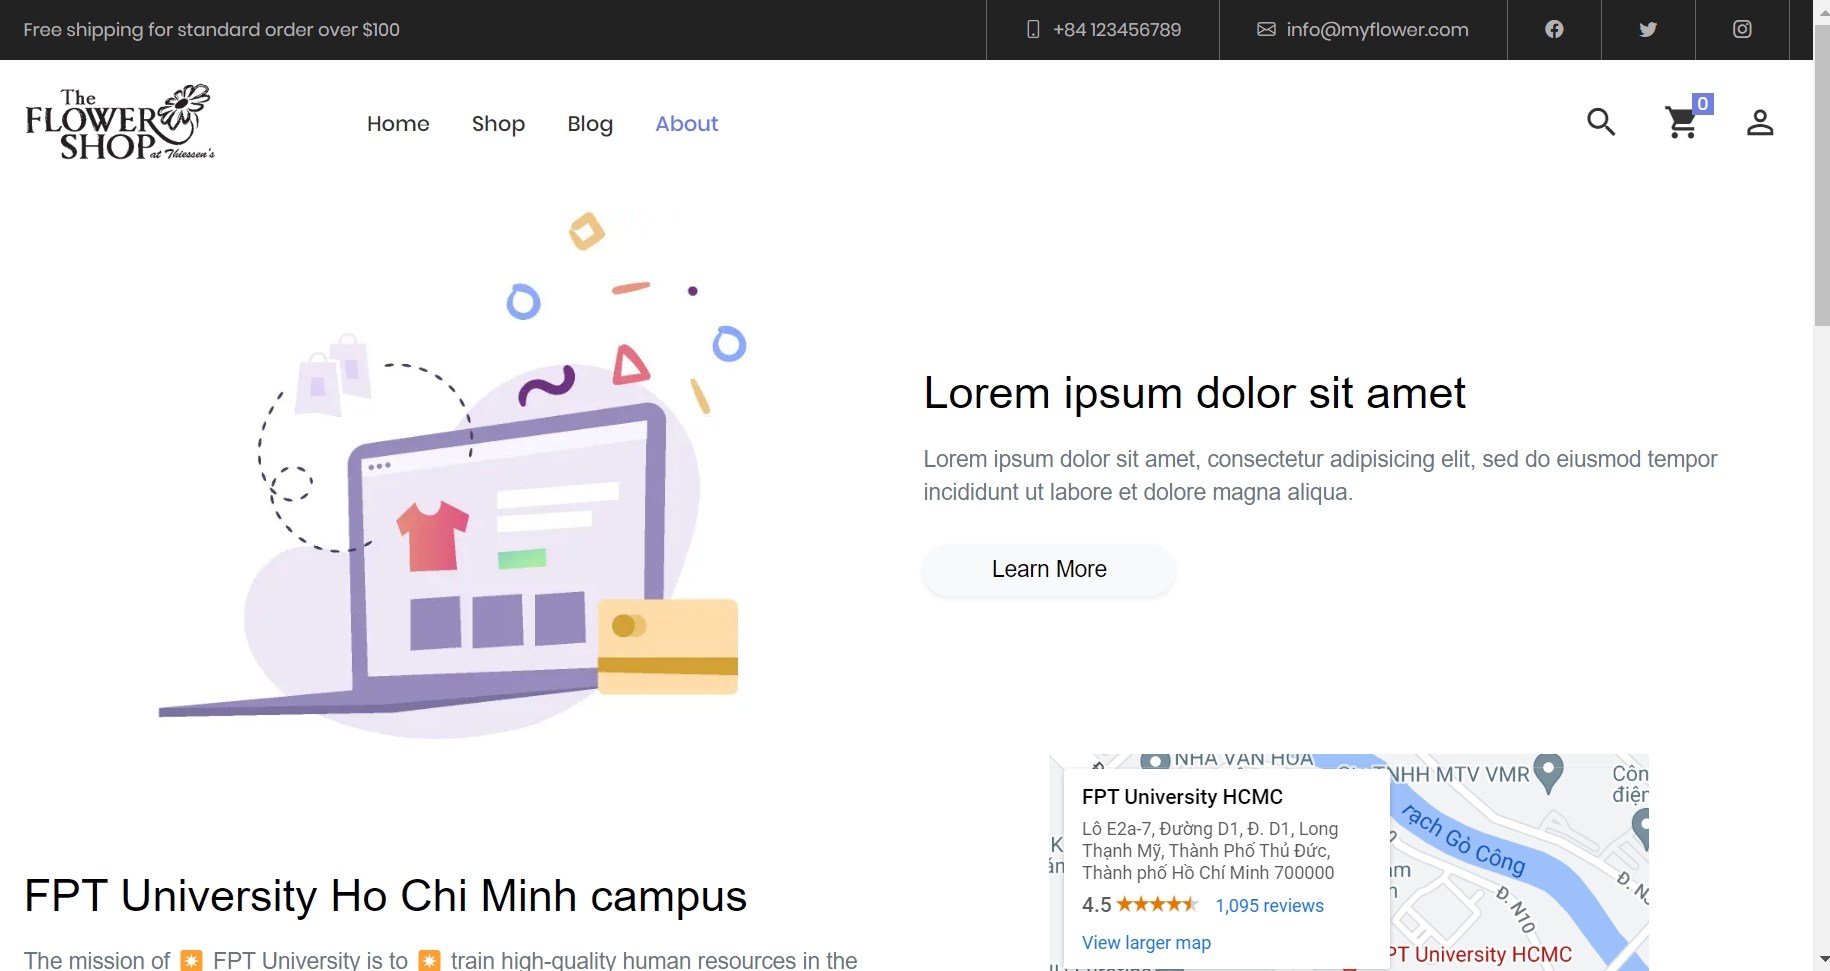 Free shipping for standard order over $100
+84 123456789
info@myflower.com
The
FLOWER
SHOP
at Thiessen's
Home
Shop
Blog
About
0
Lorem ipsum dolor sit amet
Lorem ipsum dolor sit amet, consectetur adipisicing elit, sed do eiusmod tempor
incididunt ut labore et dolore magna aliqua.
Learn More
FPT University Ho Chi Minh campus
The mission of ✴️ FPT University is to ✴️ train high-quality human resources in the
NHÀ VĂN HÓA
TNHH MTV VMR
Côn
điện
FPT University HCMC
Lô E2a-7, Đường D1, Đ. D1, Long
Thạnh Mỹ, Thành Phố Thủ Đức,
Thành phố Hồ Chí Minh 700000
4.5
1,095 reviews
View larger map
rạch Gò Công
Đ. N10
PT University HCMC